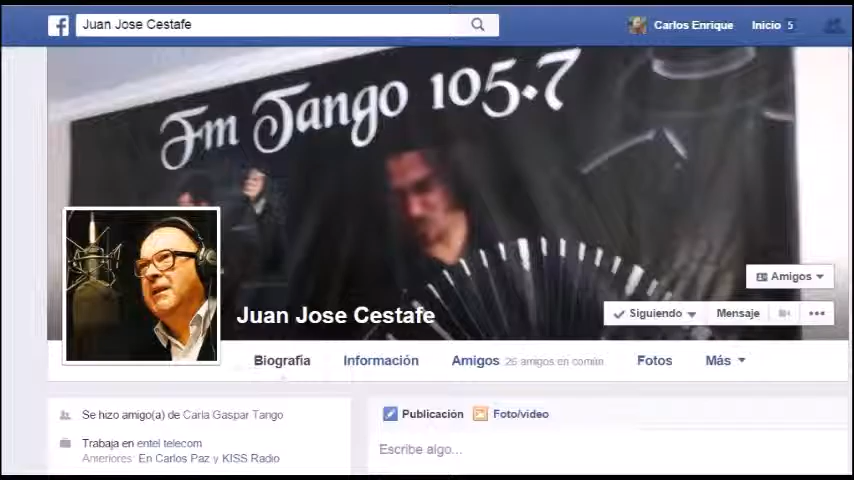 Juan Jose Cestafe
Carlos Enrique
Inicio 5
Fm Tango 105.7
Amigos
Juan Jose Cestafe
Siguiendo
Mensaje
Biografía
Información
Amigos 26 amigos en común
Fotos
Más
Se hizo amigo(a) de Carla Gaspar Tango
Trabaja en entel telecom
Anteriores: En Carlos Paz y KISS Radio
Publicación
Foto/video
Escribe algo...